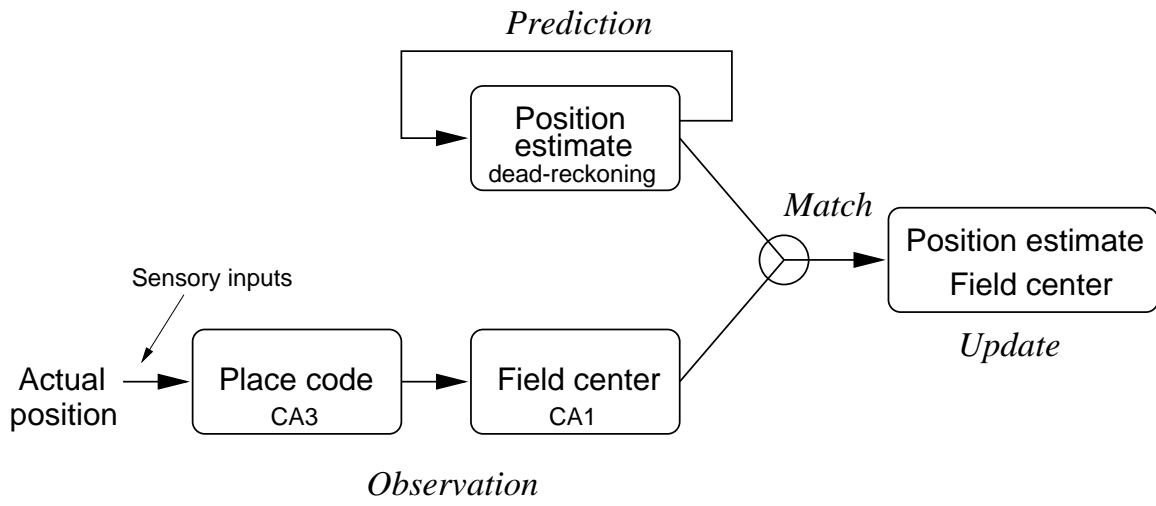 Prediction
Position
estimate
dead-reckoning
Match
Position estimate
Field center
Update
Sensory inputs
Actual
position
Place code
CA3
Field center
CA1
Observation